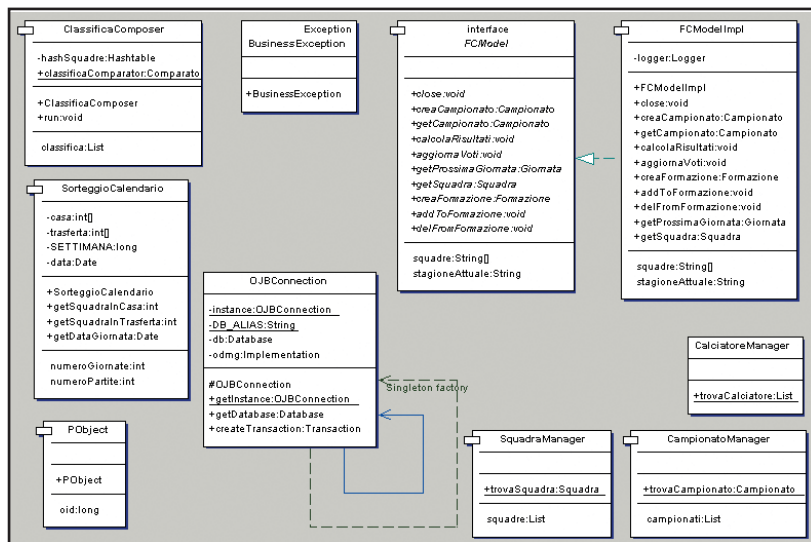 ClassificaComposer
-hashSquadre:Hashtable
+classificaComparator:Comparato
+ClassificaComposer
+run:void
classifica:List
Exception
BusinessException
+BusinessException
interface
FCModel
+close:void
+creaCampionato:Campionato
+getCampionato:Campionato
+calcolaRisultati:void
+aggiornaVoti:void
+getProssimaGiornata:Giornata
+getSquadra:Squadra
+creaFormazione:Formazione
+addToFormazione:void
+delFromFormazione:void
squadre:String[]
stagioneAttuale:String
FCModelImpl
-logger:Logger
+FCModelImpl
+close:void
+creaCampionato:Campionato
+getCampionato:Campionato
+calcolaRisultati:void
+aggiornaVoti:void
+creaFormazione:Formazione
+addToFormazione:void
+delFromFormazione:void
+getProssimaGiornata:Giornata
+getSquadra:Squadra
squadre:String[]
stagioneAttuale:String
SorteggioCalendario
-casa:int[]
-trasferta:int[]
-SETTIMANA:long
-data:Date
+SorteggioCalendario
+getSquadraInCasa:int
+getSquadraInTrasferta:int
+getDataGiornata:Date
numeroGiornate:int
numeroPartite:int
OJBConnection
-instance:OJBConnection
-DB_ALIAS:String
-db:Database
-odmg:Implementation
#OJBConnection
+getInstance:OJBConnection
+getDatabase:Database
+createTransaction:Transaction
Singleton factory
CalciatoreManager
+trovaCalciatore:List
PObject
+PObject
oid:long
SquadraManager
+trovaSquadra:Squadra
squadre:List
CampionatoManager
+trovaCampionato:Campionato
campionati:List